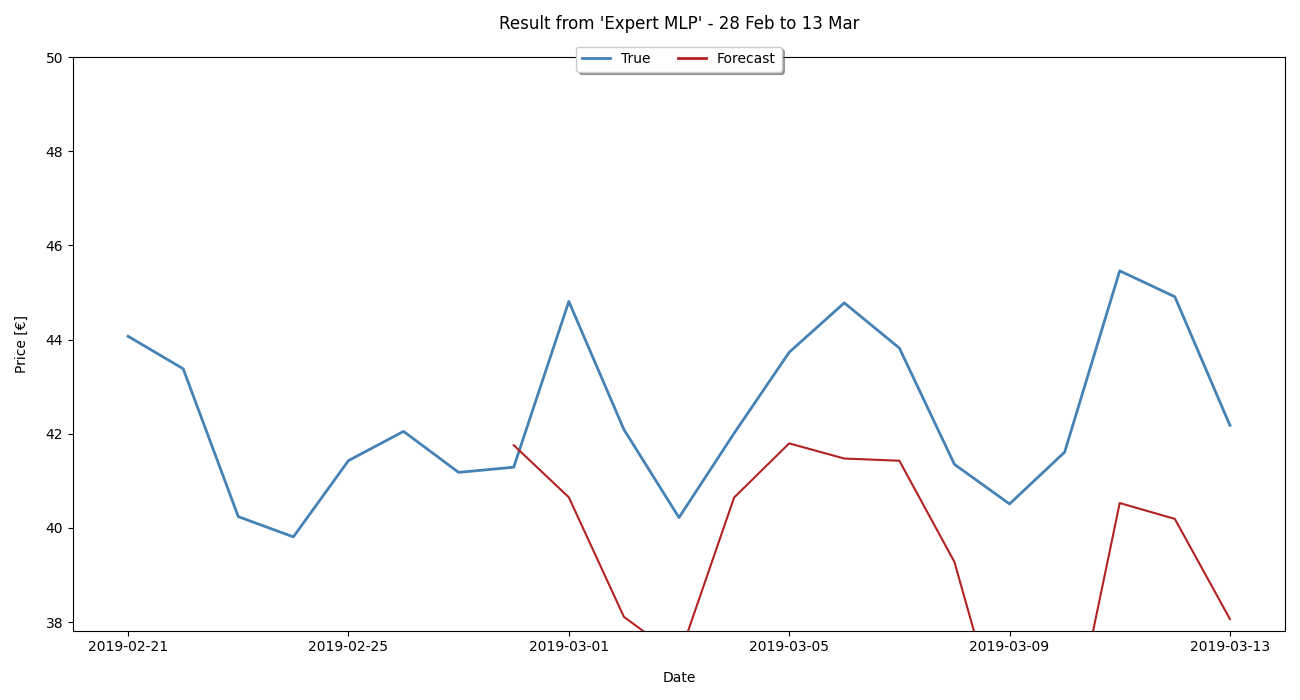 Result from 'Expert MLP' - 28 Feb to 13 Mar
True Forecast
50
48
46
44
42
40
38
Price [€]
2019-02-21 2019-02-25 2019-03-01 2019-03-05 2019-03-09 2019-03-13
Date